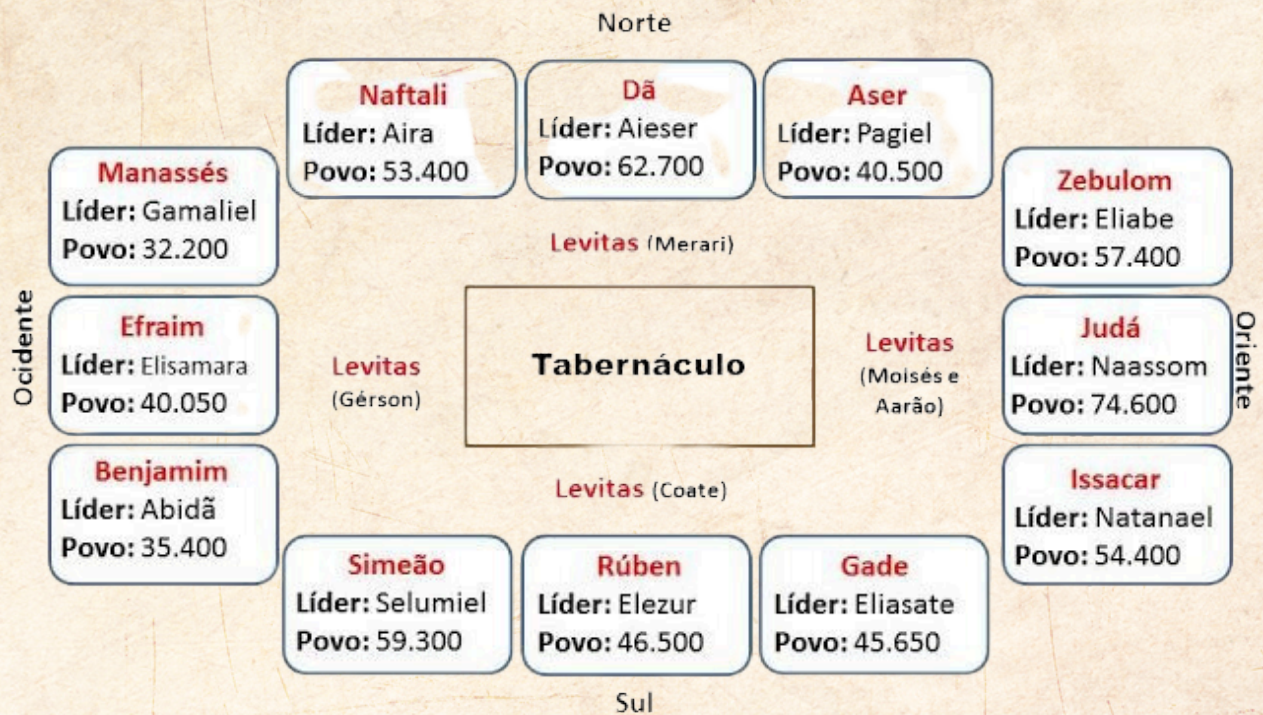 Norte
Naftali
Líder: Aira
Povo: 53.400
Dã
Líder: Aieser
Povo: 62.700
Aser
Líder: Pagiel
Povo: 40.500
Manassés
Líder: Gamaliel
Povo: 32.200
Zebulom
Líder: Eliabe
Povo: 57.400
Levitas (Merari)
Ocidente
Efraim
Líder: Elisamara
Povo: 40.050
Levitas
(Gérson)
Tabernáculo
Levitas
(Moisés e
Aarão)
Judá
Líder: Naassom
Povo: 74.600
Oriente
Benjamim
Líder: Abidã
Povo: 35.400
Levitas (Coate)
Issacar
Líder: Natanael
Povo: 54.400
Simeão
Líder: Selumiel
Povo: 59.300
Rúben
Líder: Elezur
Povo: 46.500
Gade
Líder: Eliasate
Povo: 45.650
Sul